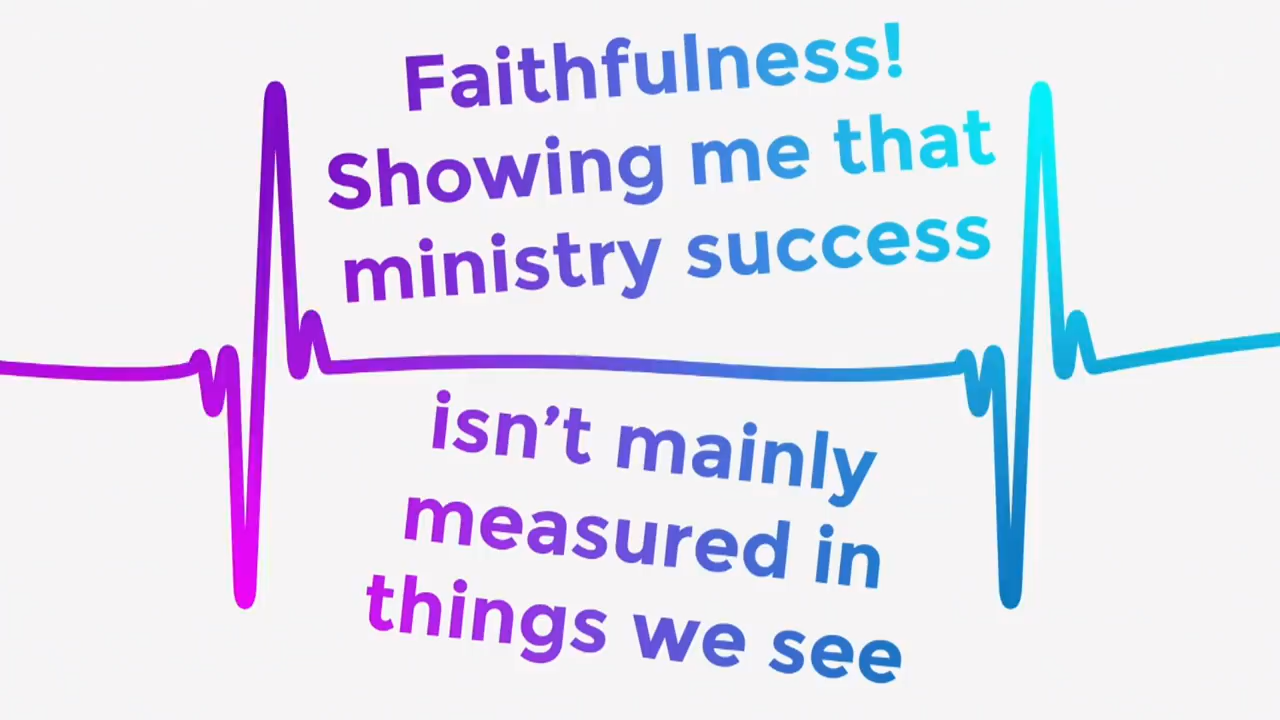 Faithfulness!
Showing me that
ministry success
isn’t mainly
measured in
things we see